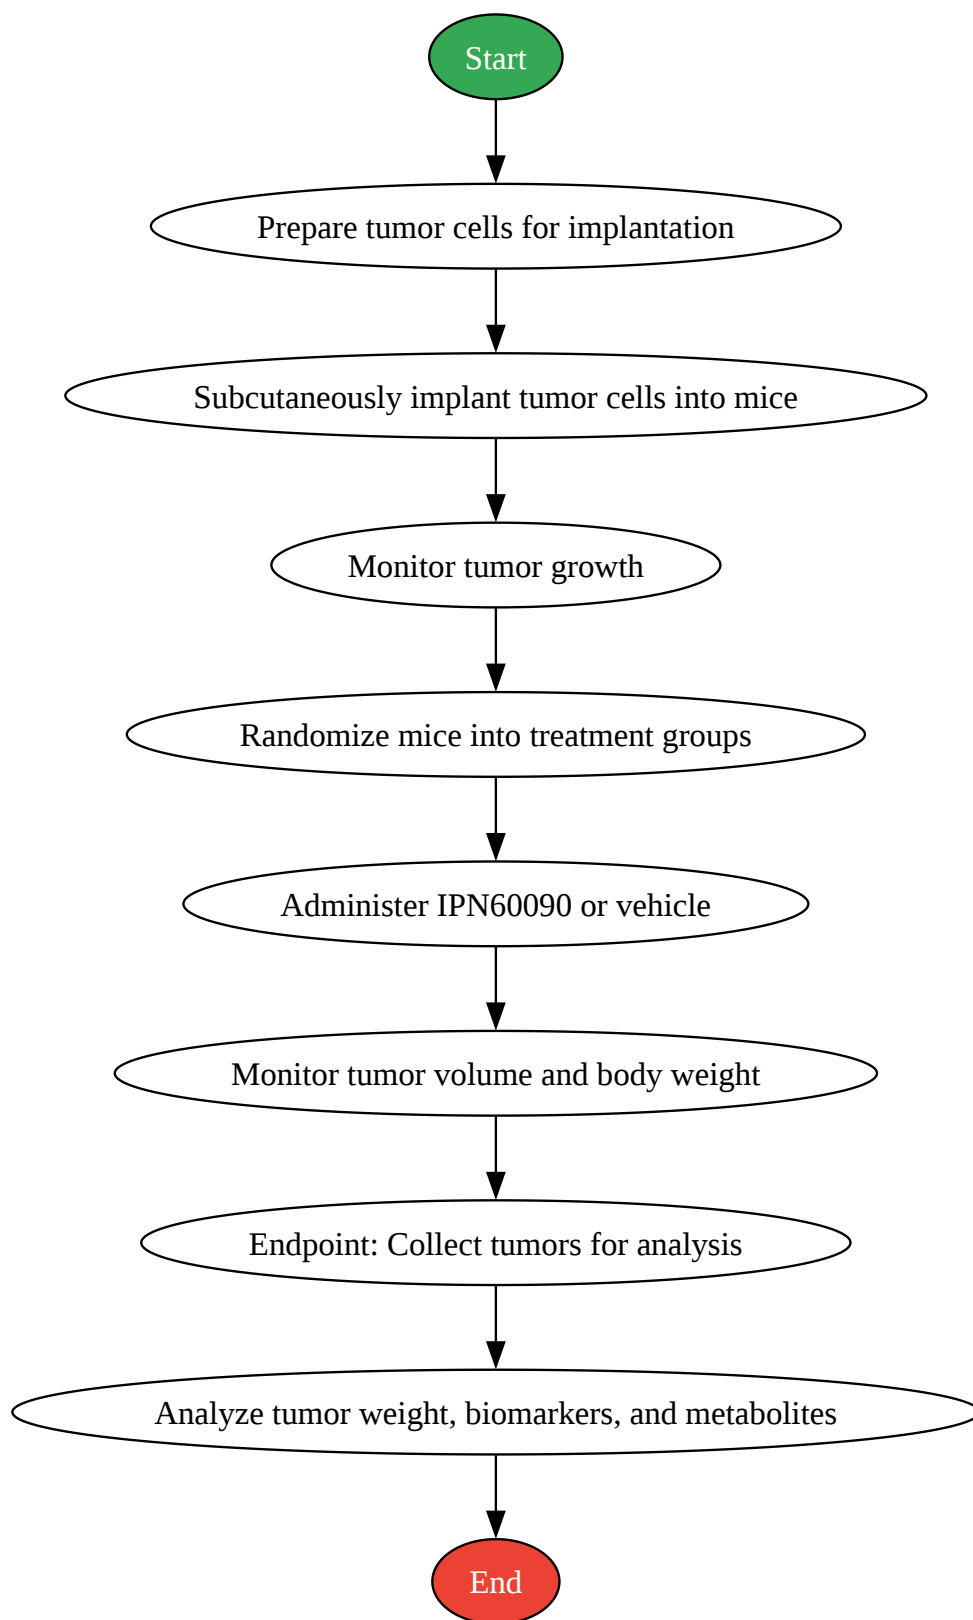 Start
Prepare tumor cells for implantation
Subcutaneously implant tumor cells into mice
Monitor tumor growth
Randomize mice into treatment groups
Administer IPN60090 or vehicle
Monitor tumor volume and body weight
Endpoint: Collect tumors for analysis
Analyze tumor weight, biomarkers, and metabolites
End